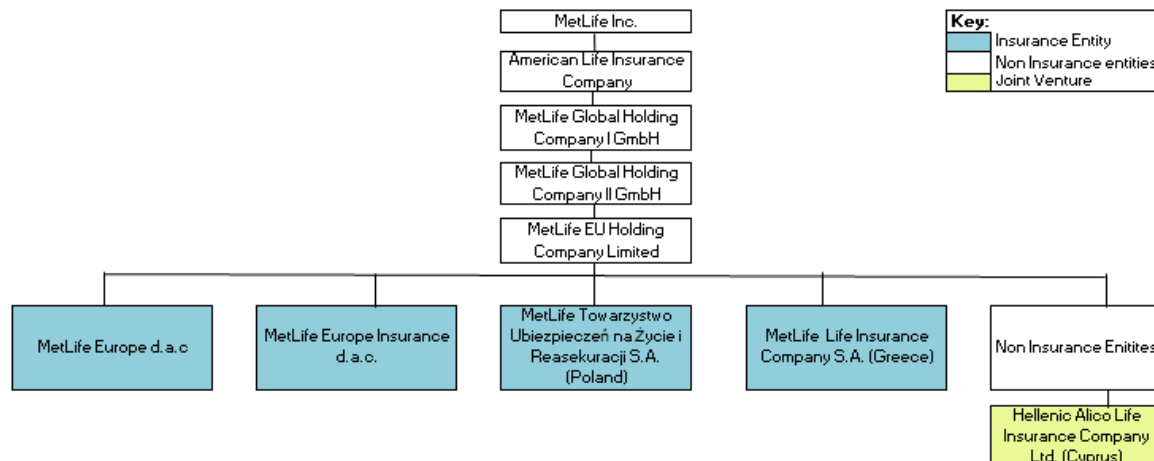 MetLife Inc.
Key:
Insurance Entity
Non Insurance entities
Joint Venture
American Life Insurance
Company
MetLife Global Holding
Company I GmbH
MetLife Global Holding
Company II GmbH
MetLife EU Holding
Company Limited
MetLife Europe d.a.c
MetLife Europe Insurance
d.a.c.
MetLife Towarzystwo
Ubiezpieczeń na Życie i
Reasekuracji S.A.
(Poland)
MetLife Life Insurance
Company S.A. (Greece)
Non Insurance Enitites
Hellenic Alico Life
Insurance Company
Ltd. (Cyprus)